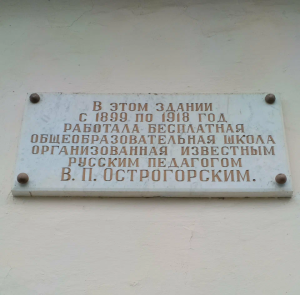 В ЭТОМ ЗДАНИИ
С 1899 ПО 1918 ГОД
РАБОТАЛА БЕСПЛАТНАЯ
ОБЩЕОБРАЗОВАТЕЛЬНАЯ ШКОЛА
ОРГАНИЗОВАННАЯ ИЗВЕСТНЫМ
РУССКИМ ПЕДАГОГОМ
В. П. ОСТРОГОРСКИМ.